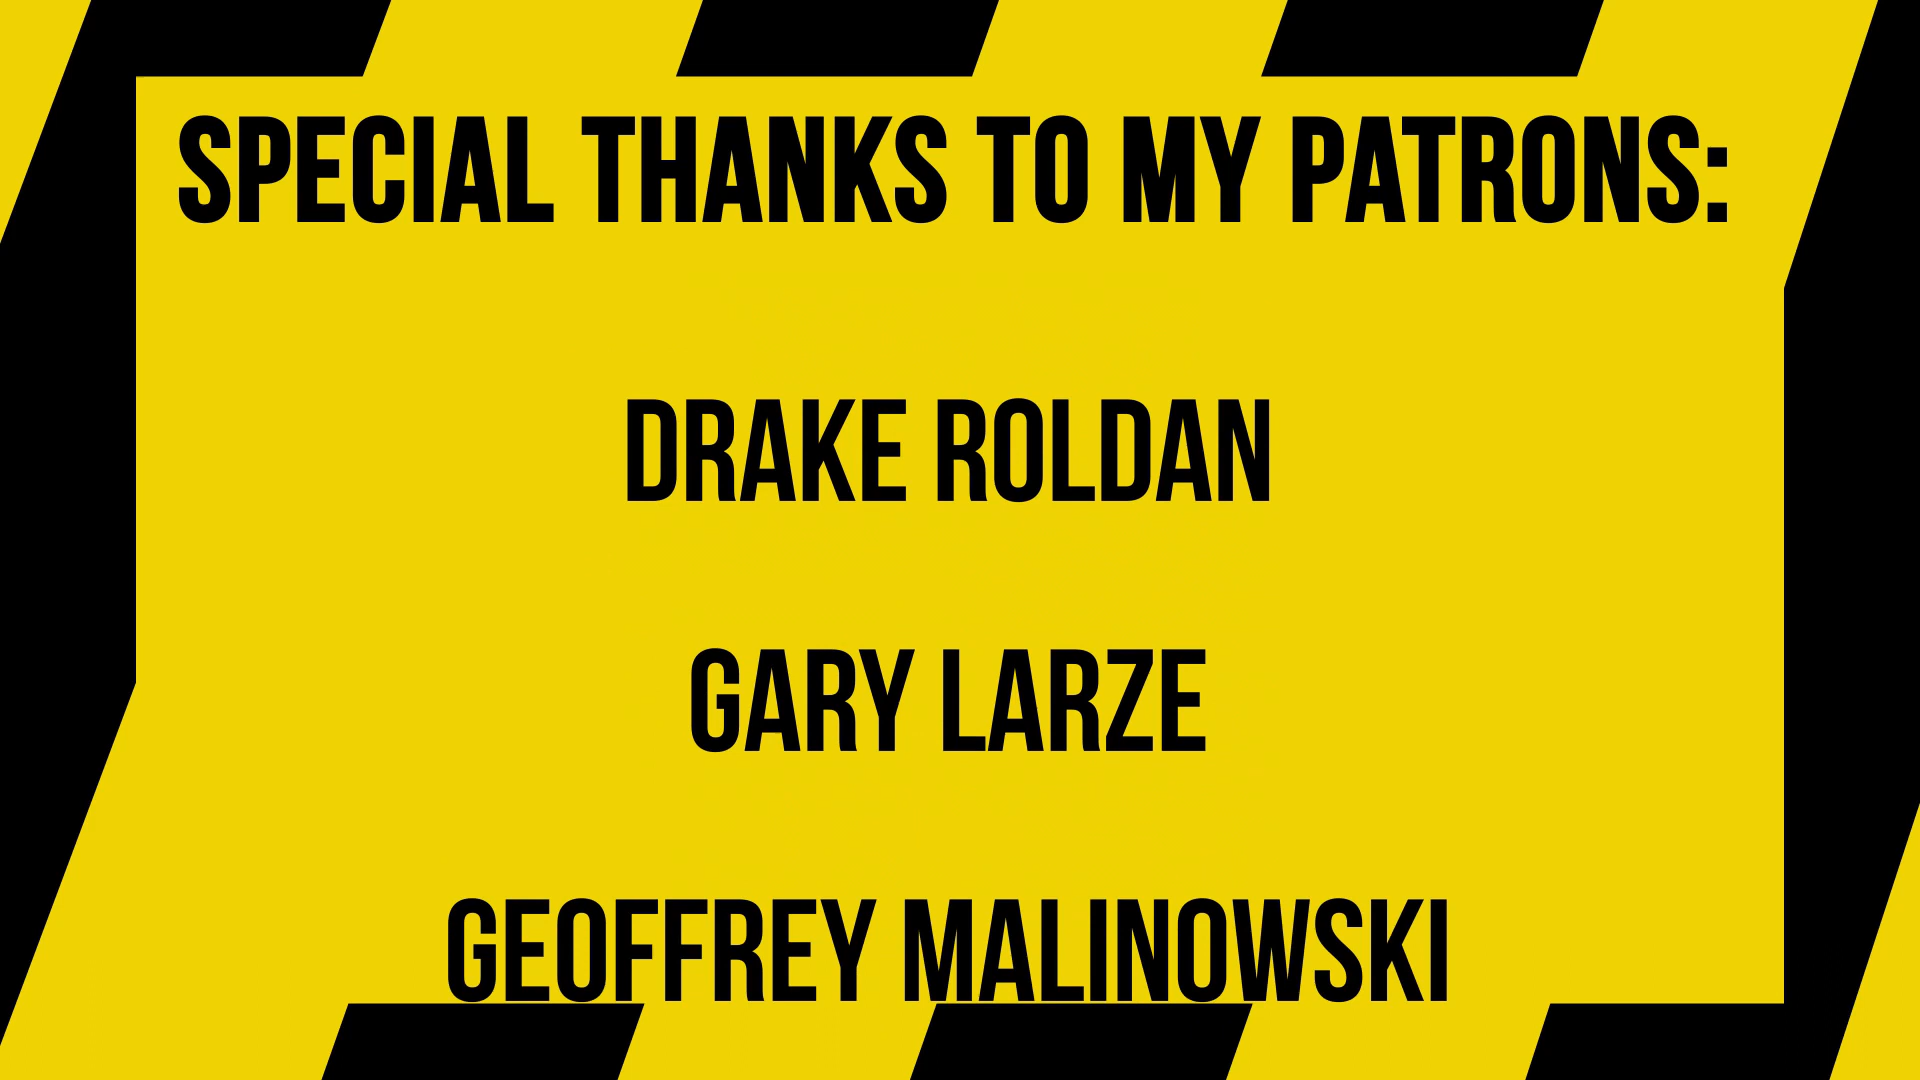 SPECIAL THANKS TO MY PATRONS:
DRAKE ROLDAN
GARY LARZE
GEOFFREY MALINOWSKI